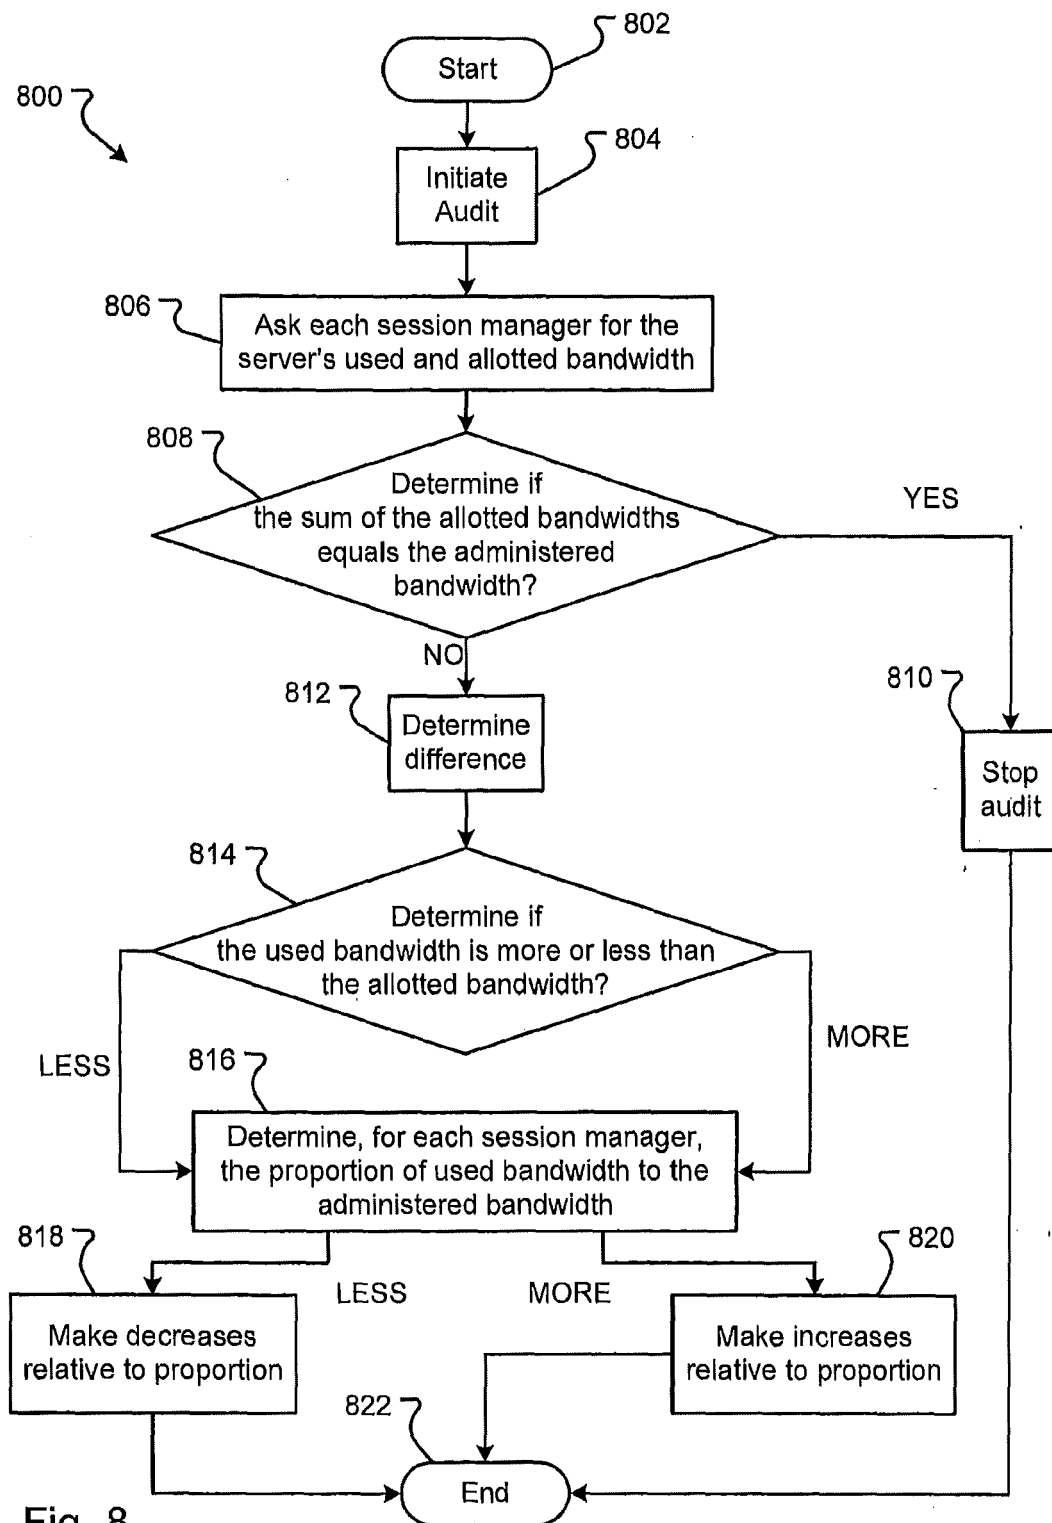 802
Start
800
804
Initiate
Audit
806
Ask each session manager for the
server's used and allotted bandwidth
808
Determine if
the sum of the allotted bandwidths
equals the administered
bandwidth?
YES
NO
810
812
Determine
difference
Stop
audit
814
Determine if
the used bandwidth is more or less than
the allotted bandwidth?
LESS
MORE
816
Determine, for each session manager,
the proportion of used bandwidth to the
administered bandwidth
818
820
LESS
MORE
Make decreases
relative to proportion
Make increases
relative to proportion
822
End
Fig. 8